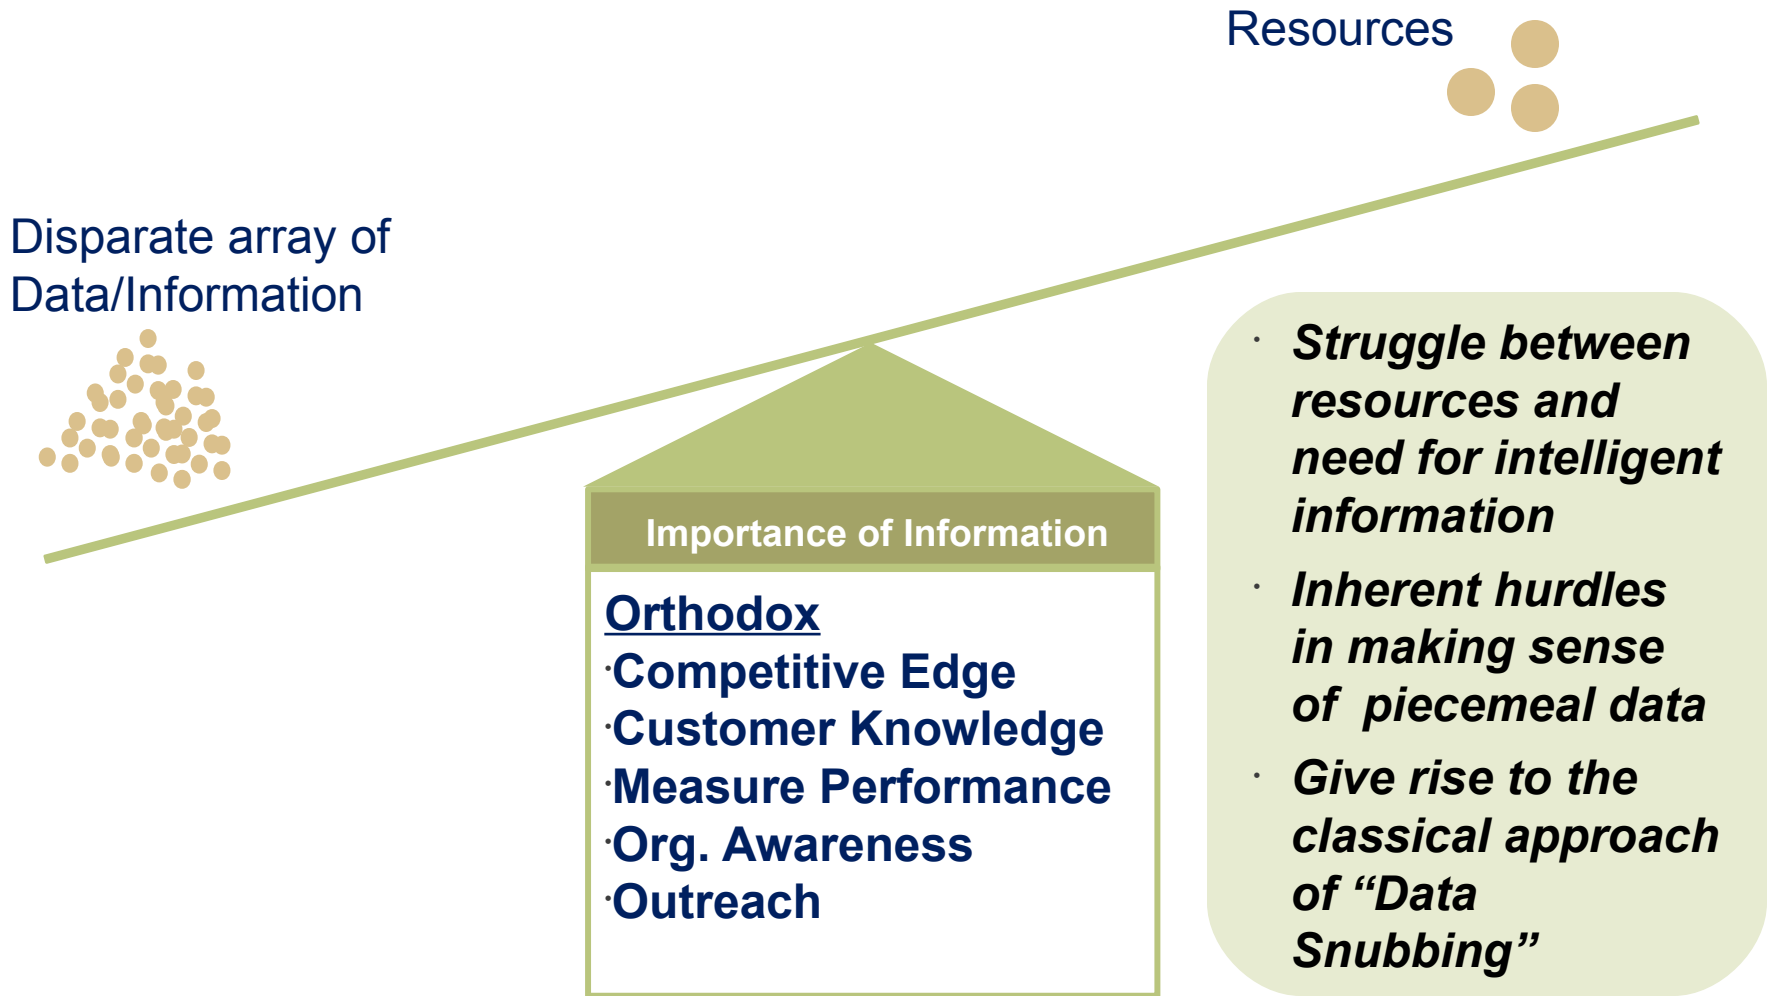 Resources
Disparate array of
Data/Information
Importance of Information
Orthodox
·Competitive Edge
·Customer Knowledge
·Measure Performance
·Org. Awareness
·Outreach
· Struggle between
resources and
need for intelligent
information
· Inherent hurdles
in making sense
of  piecemeal data
· Give rise to the
classical approach
of “Data
Snubbing”